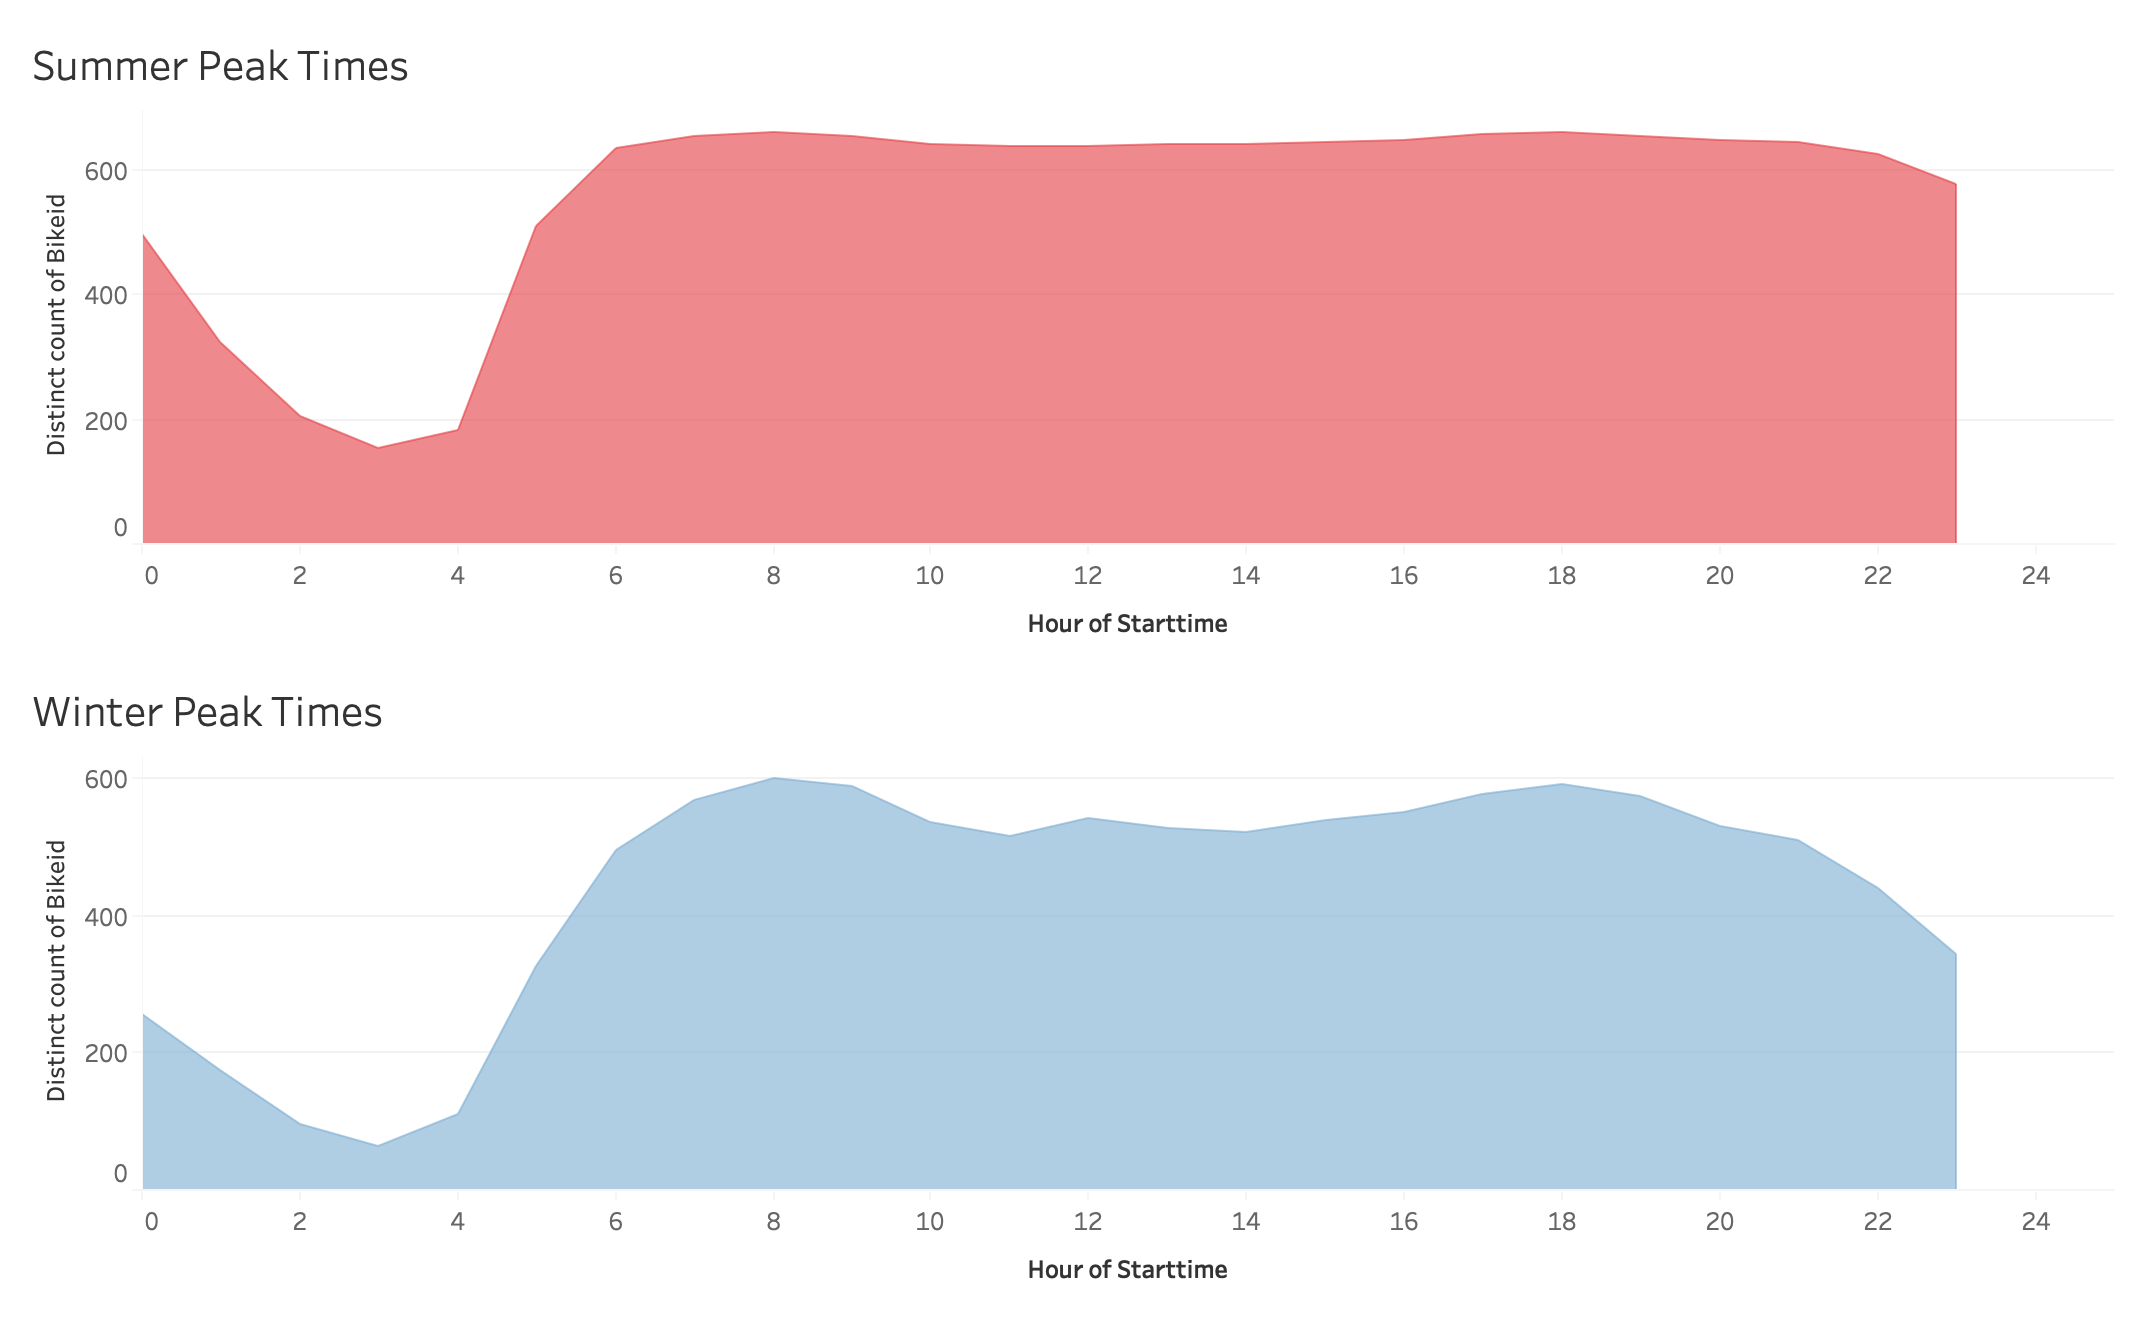 Summer Peak Times
Distinct count of Bikeid
600
400
200
0
0 2 4 6 8 10 12 14 16 18 20 22 24
Hour of Starttime
Winter Peak Times
Distinct count of Bikeid
600
400
200
0
0 2 4 6 8 10 12 14 16 18 20 22 24
Hour of Starttime